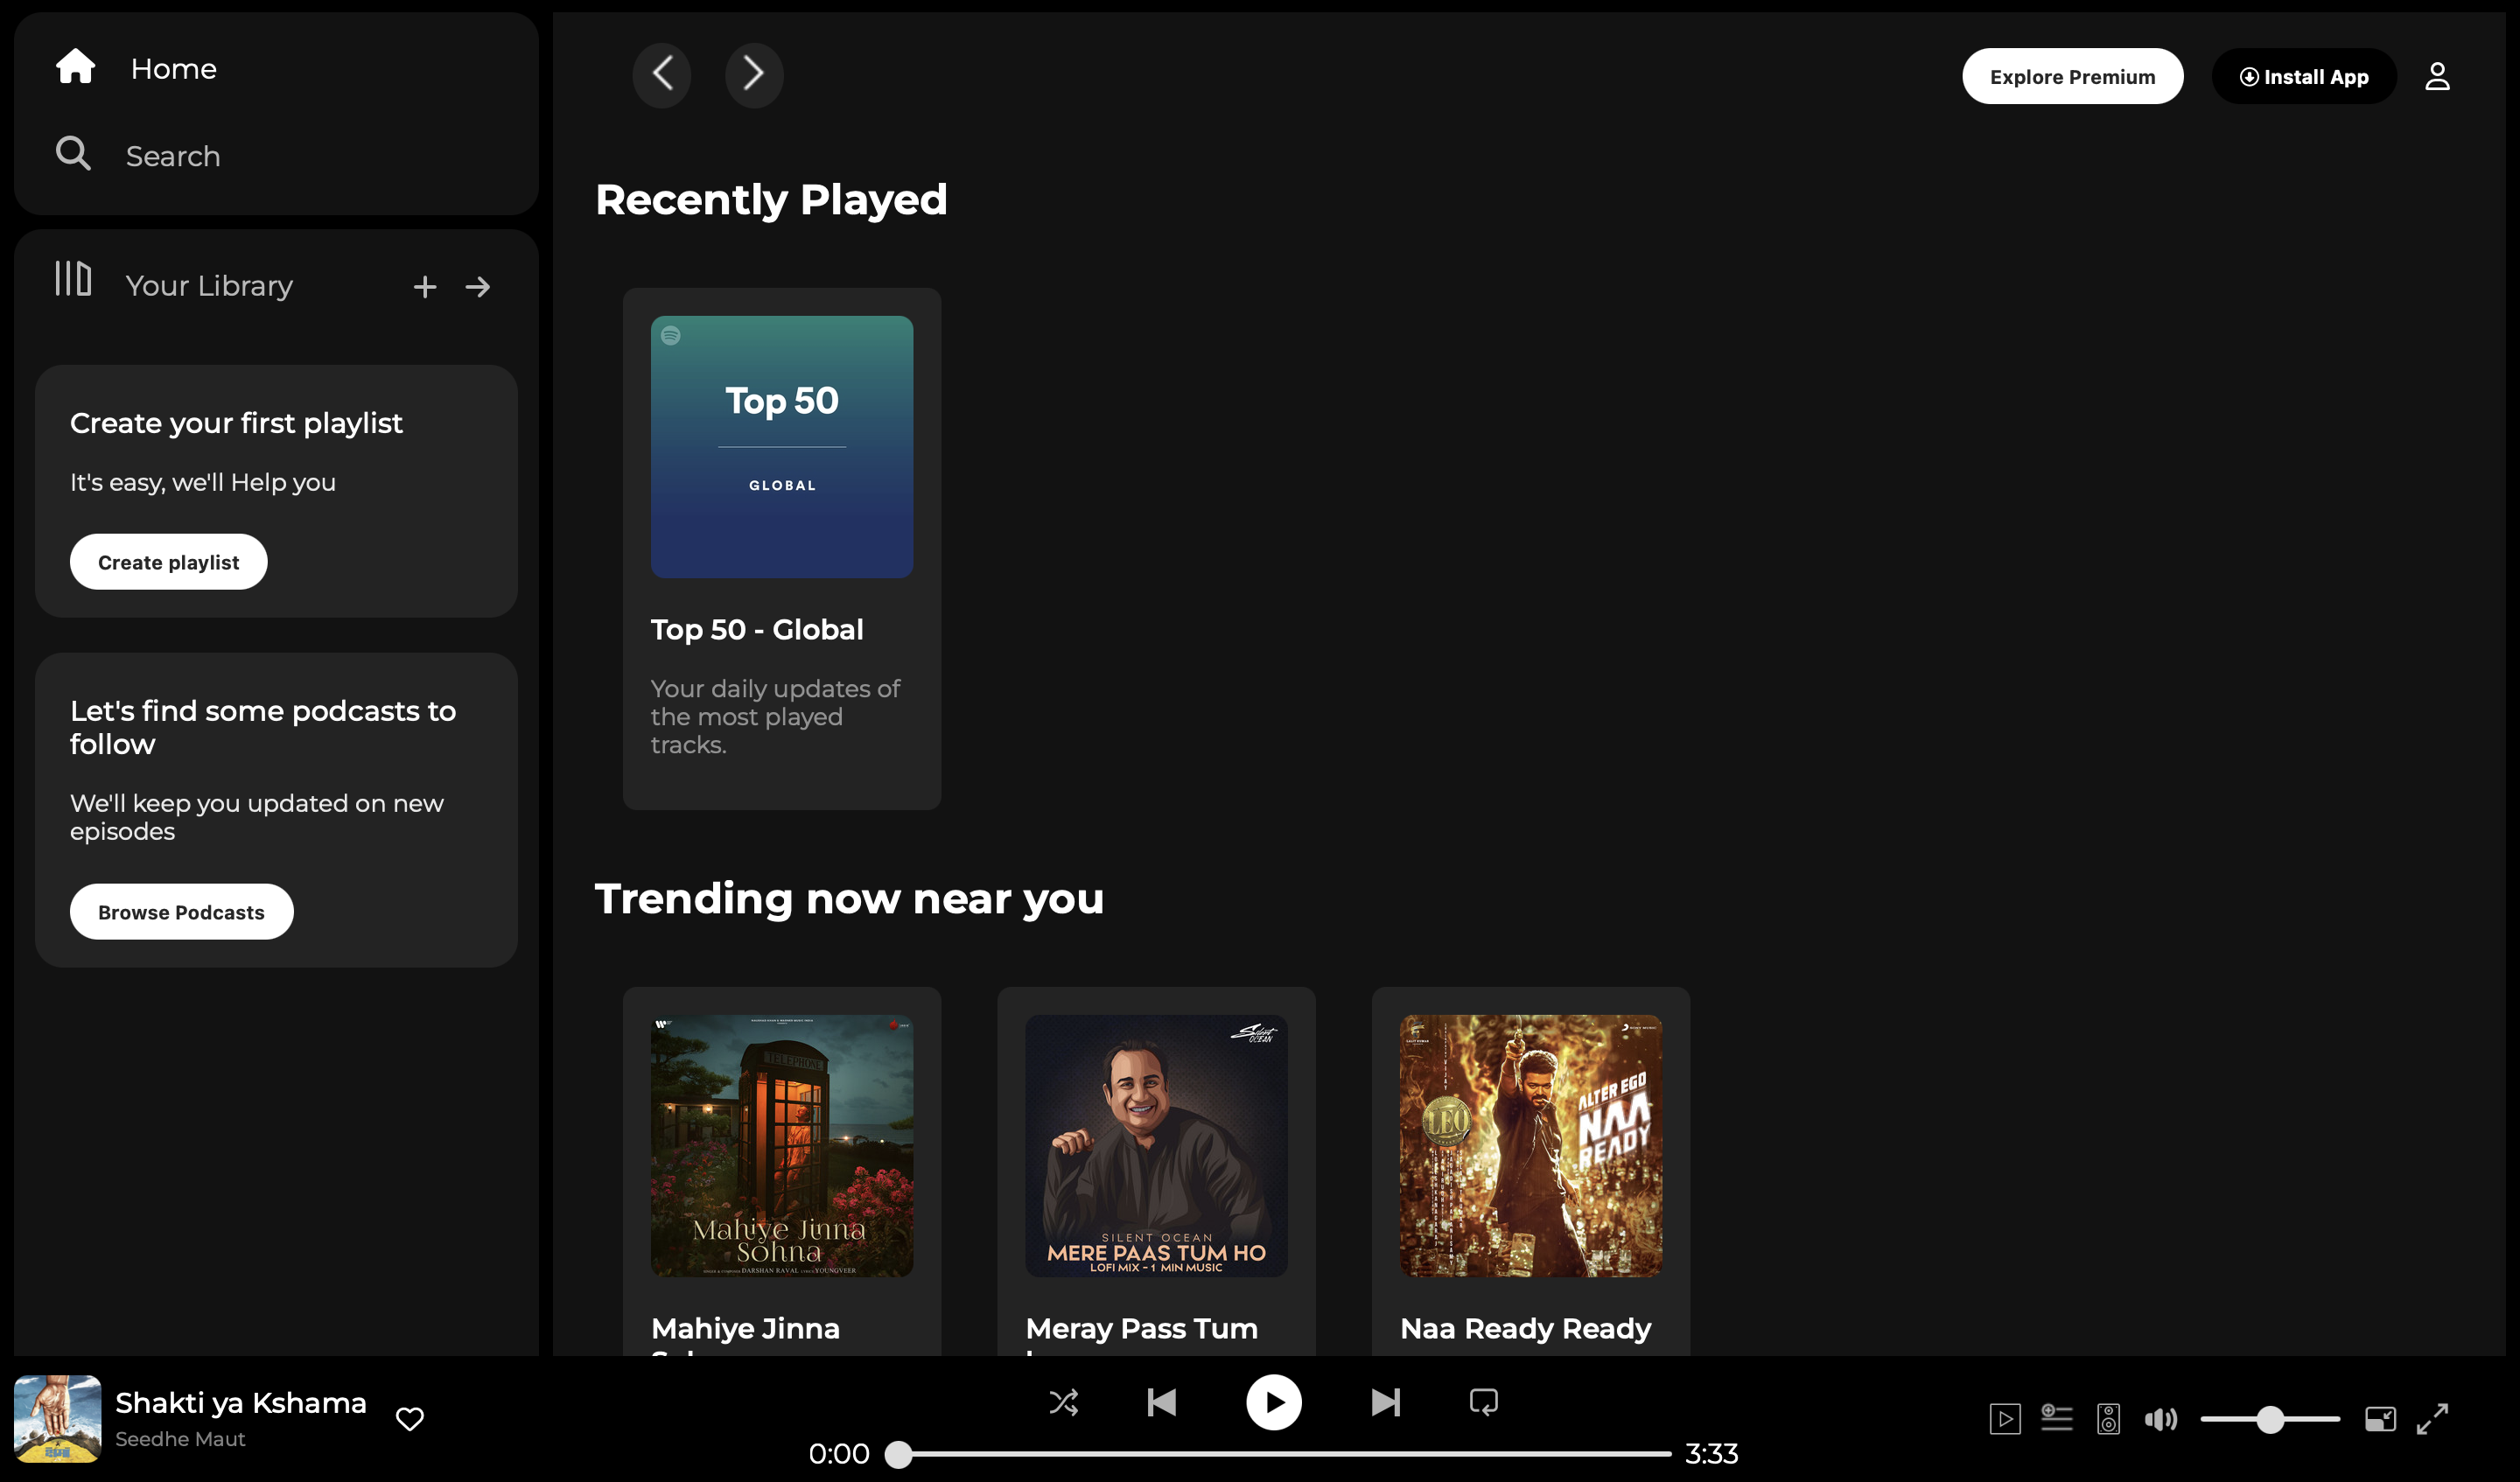 Home
Search
Your Library
Create your first playlist
It's easy, we'll Help you
Create playlist
Let's find some podcasts to
follow
We'll keep you updated on new
episodes
Browse Podcasts
Explore Premium
Install App
Recently Played
Top 50
GLOBAL
Top 50 - Global
Your daily updates of
the most played
tracks.
Trending now near you
TELEPHONE
Mahiye Jinna
Sohna
DARSHAN RAVAL
YOUNGVEER
Mahiye Jinna
Silent
OCEAN
SILENT OCEAN
MERE PAAS TUM HO
LOFI MIX - 1 MIN MUSIC
Meray Pass Tum
LEO
ALTER EGO
NAA
READY
Naa Ready Ready
Shakti ya Kshama
Seedhe Maut
0:00
3:33